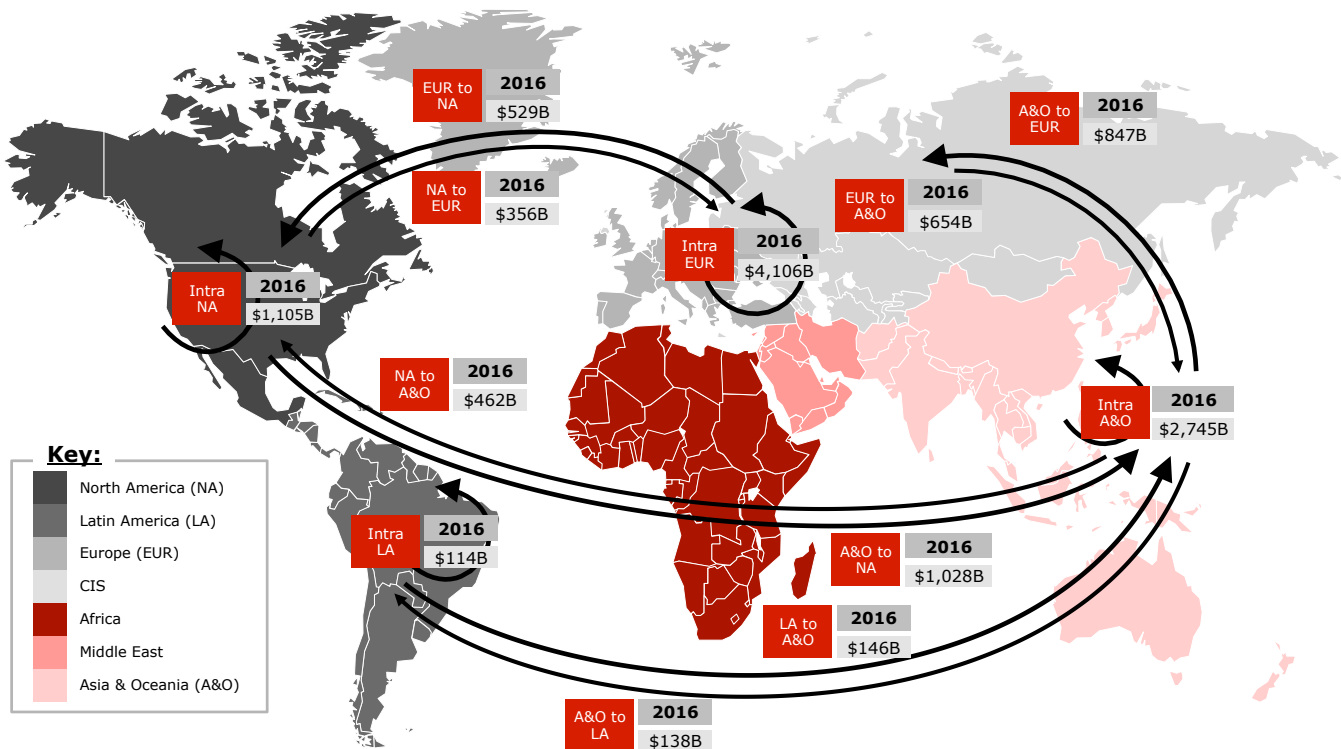 EUR to
NA
2016
$529B
NA to
EUR
2016
$356B
A&O to
EUR
2016
$847B
EUR to
A&O
2016
$654B
Intra
EUR
2016
$4,106B
Intra
NA
2016
$1,105B
NA to
A&O
2016
$462B
Intra
A&O
2016
$2,745B
Key:
North America (NA)
Latin America (LA)
Europe (EUR)
CIS
Africa
Middle East
Asia & Oceania (A&O)
Intra
LA
2016
$114B
A&O to
NA
2016
$1,028B
LA to
A&O
2016
$146B
A&O to
LA
2016
$138B